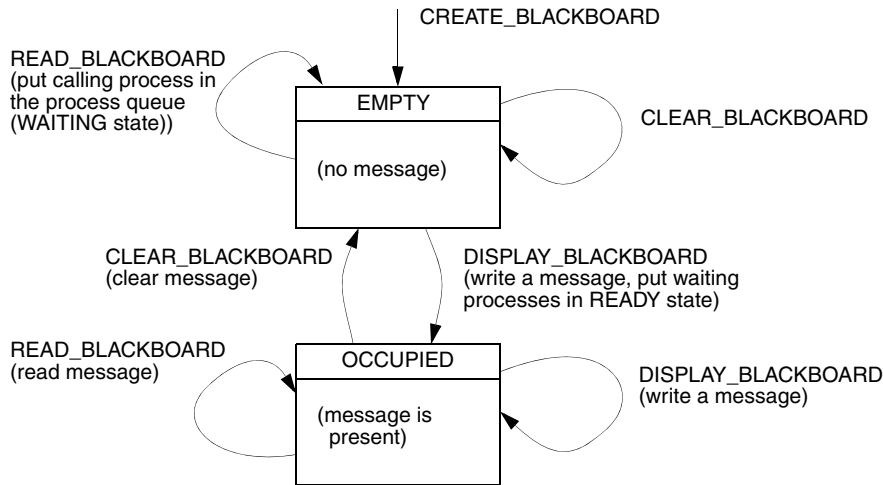 CREATE_BLACKBOARD
READ_BLACKBOARD
(put calling process in
the process queue
(WAITING state))
EMPTY
(no message)
CLEAR_BLACKBOARD
CLEAR_BLACKBOARD
(clear message)
DISPLAY_BLACKBOARD
(write a message, put waiting
processes in READY state)
READ_BLACKBOARD
(read message)
OCCUPIED
(message is
present)
DISPLAY_BLACKBOARD
(write a message)